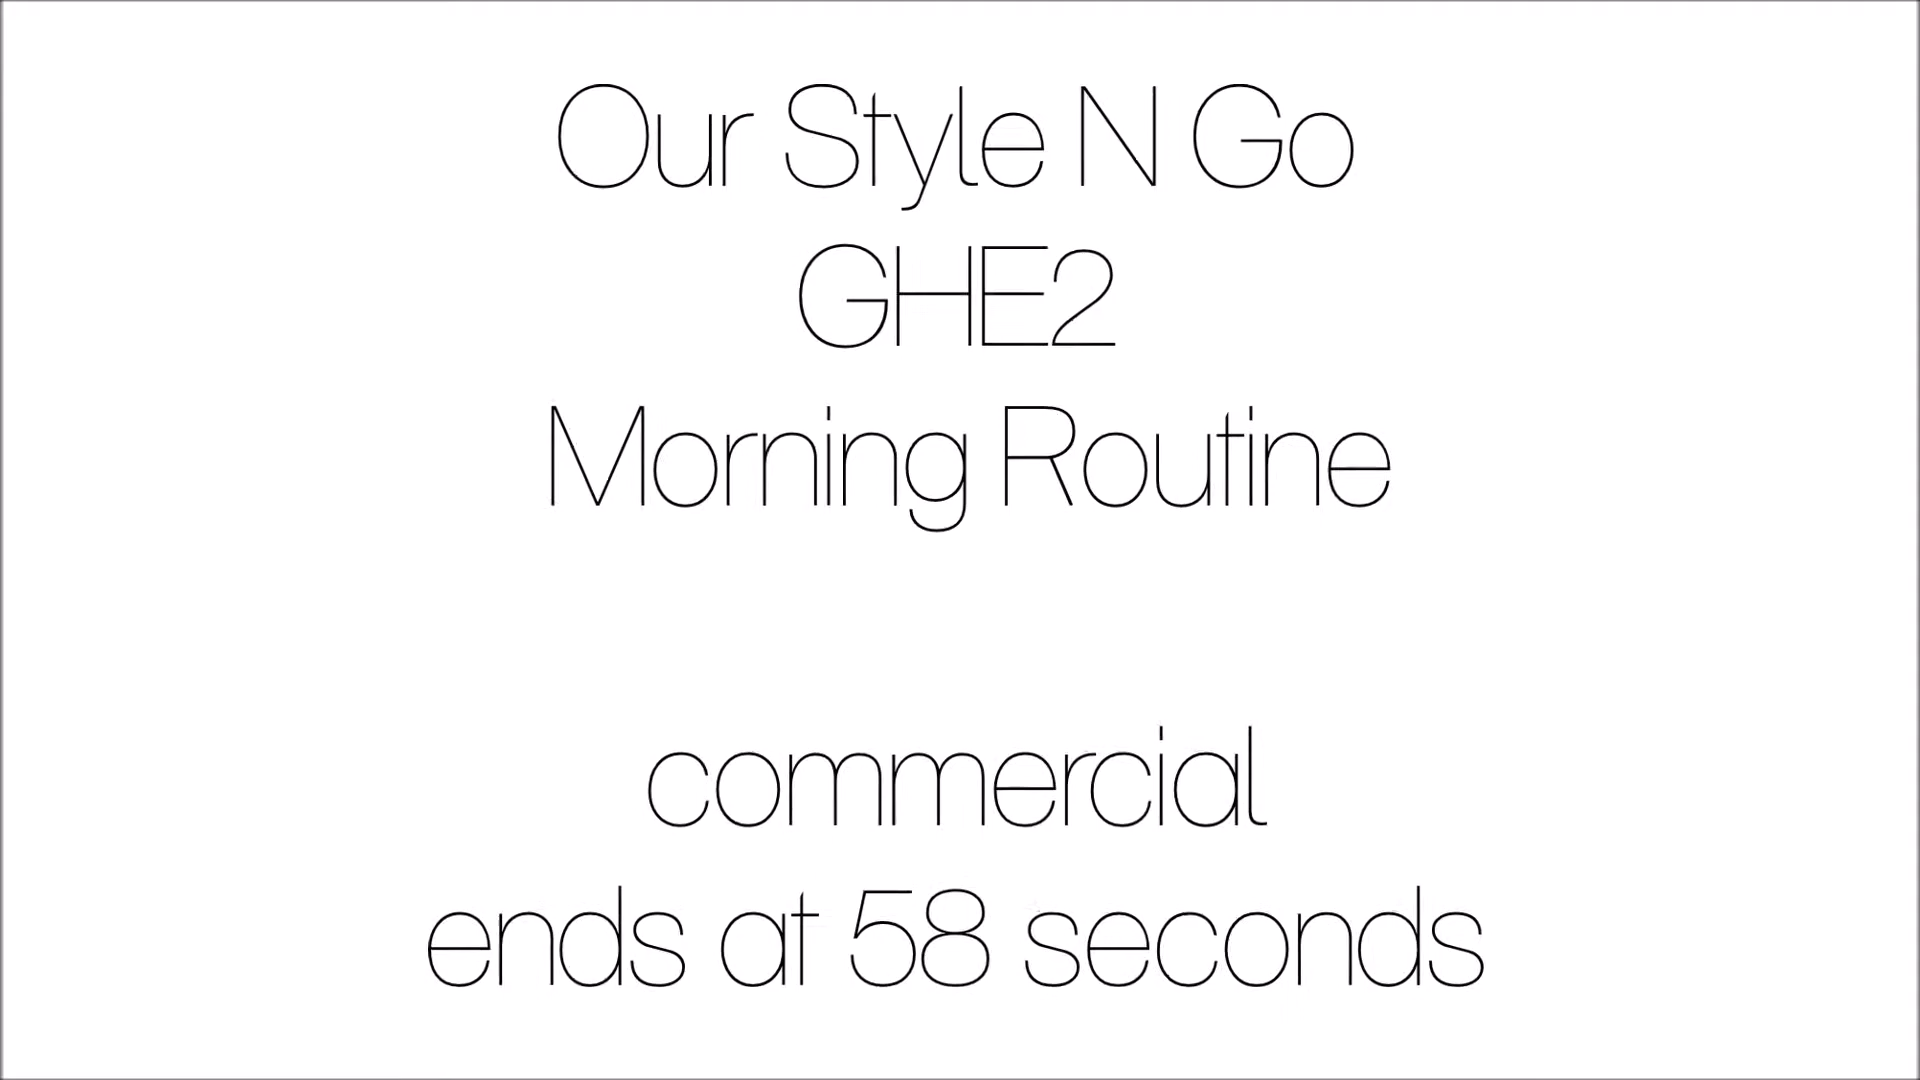 Our Style N Go
GHE2
Morning Routine
commercial
ends at 58 seconds